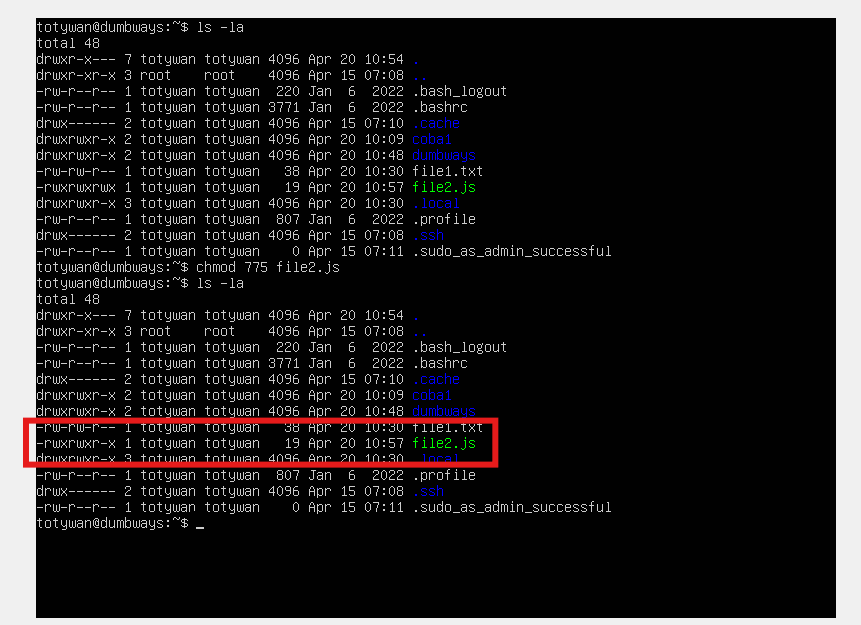 totywan@dumbways:~$ ls -la
total 48
drwxr-x--- 7 totywan totywan 4096 Apr 20 10:54 .
drwxr-xr-x 3 root    root    4096 Apr 15 07:08 ..
-rw-r--r-- 1 totywan totywan  220 Jan  6  2022 .bash_logout
-rw-r--r-- 1 totywan totywan 3771 Jan  6  2022 .bashrc
drwx------ 2 totywan totywan 4096 Apr 15 07:10 .cache
drwxrwxr-x 2 totywan totywan 4096 Apr 20 10:09 coba1
drwxrwxr-x 2 totywan totywan 4096 Apr 20 10:48 dumbways
-rw-rw-r-- 1 totywan totywan   38 Apr 20 10:30 file1.txt
-rwxrwxrwx 1 totywan totywan   19 Apr 20 10:57 file2.js
drwxrwxr-x 3 totywan totywan 4096 Apr 20 10:30 .local
-rw-r--r-- 1 totywan totywan  807 Jan  6  2022 .profile
drwx------ 2 totywan totywan 4096 Apr 15 07:08 .ssh
-rw-r--r-- 1 totywan totywan    0 Apr 15 07:11 .sudo_as_admin_successful
totywan@dumbways:~$ chmod 775 file2.js
totywan@dumbways:~$ ls -la
total 48
drwxr-x--- 7 totywan totywan 4096 Apr 20 10:54 .
drwxr-xr-x 3 root    root    4096 Apr 15 07:08 ..
-rw-r--r-- 1 totywan totywan  220 Jan  6  2022 .bash_logout
-rw-r--r-- 1 totywan totywan 3771 Jan  6  2022 .bashrc
drwx------ 2 totywan totywan 4096 Apr 15 07:10 .cache
drwxrwxr-x 2 totywan totywan 4096 Apr 20 10:09 coba1
drwxrwxr-x 2 totywan totywan 4096 Apr 20 10:48 dumbways
-rw-rw-r-- 1 totywan totywan   38 Apr 20 10:30 file1.txt
-rwxrwxr-x 1 totywan totywan   19 Apr 20 10:57 file2.js
drwxrwxr-x 3 totywan totywan 4096 Apr 20 10:30 .local
-rw-r--r-- 1 totywan totywan  807 Jan  6  2022 .profile
drwx------ 2 totywan totywan 4096 Apr 15 07:08 .ssh
-rw-r--r-- 1 totywan totywan    0 Apr 15 07:11 .sudo_as_admin_successful
totywan@dumbways:~$ _